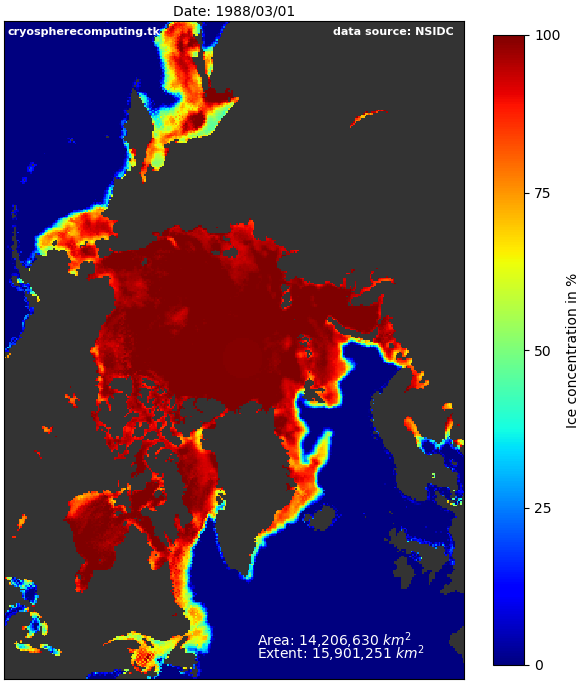 Date: 1988/03/01
cryospherecomputing.tk
data source: NSIDC
100
75
50
25
0
Ice concentration in %
Area: 14,206,630 km²
Extent: 15,901,251 km²